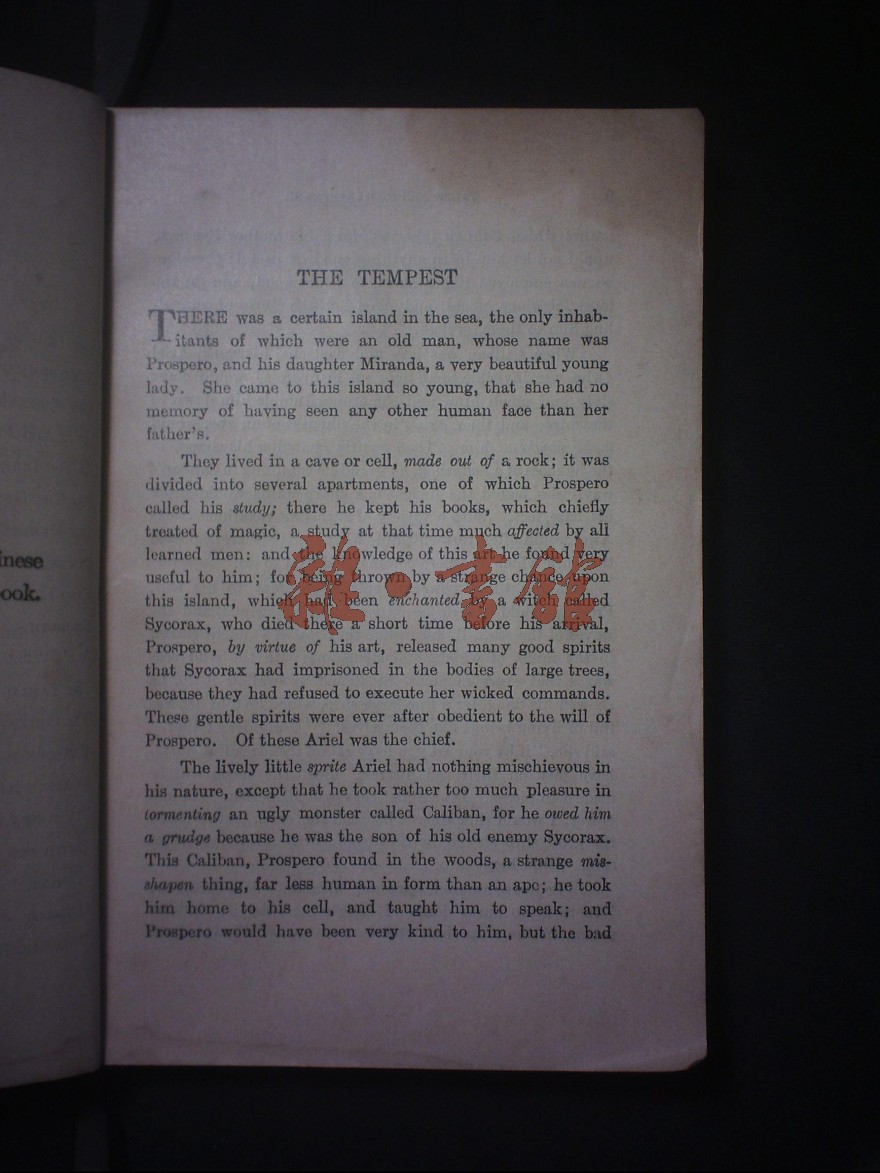 nese
ook.
THE TEMPEST
THERE was a certain island in the sea, the only inhab-
itants of which were an old man, whose name was
Prospero, and his daughter Miranda, a very beautiful young
lady. She came to this island so young, that she had no
memory of having seen any other human face than her
father's.
They lived in a cave or cell, made out of a rock; it was
divided into several apartments, one of which Prospero
called his study; there he kept his books, which chiefly
treated of magic, a study at that time much affected by all
learned men: and the knowledge of this art he found very
useful to him; for being thrown by a strange chance upon
this island, which had been enchanted by a witch called
Sycorax, who died there a short time before his arrival,
Prospero, by virtue of his art, released many good spirits
that Sycorax had imprisoned in the bodies of large trees,
because they had refused to execute her wicked commands.
These gentle spirits were ever after obedient to the will of
Prospero. Of these Ariel was the chief.
The lively little sprite Ariel had nothing mischievous in
his nature, except that he took rather too much pleasure in
tormenting an ugly monster called Caliban, for he owed him
a grudge because he was the son of his old enemy Sycorax.
This Caliban, Prospero found in the woods, a strange mis-
shapen thing, far less human in form than an ape; he took
him home to his cell, and taught him to speak; and
Prospero would have been very kind to him, but the bad
雜·書館